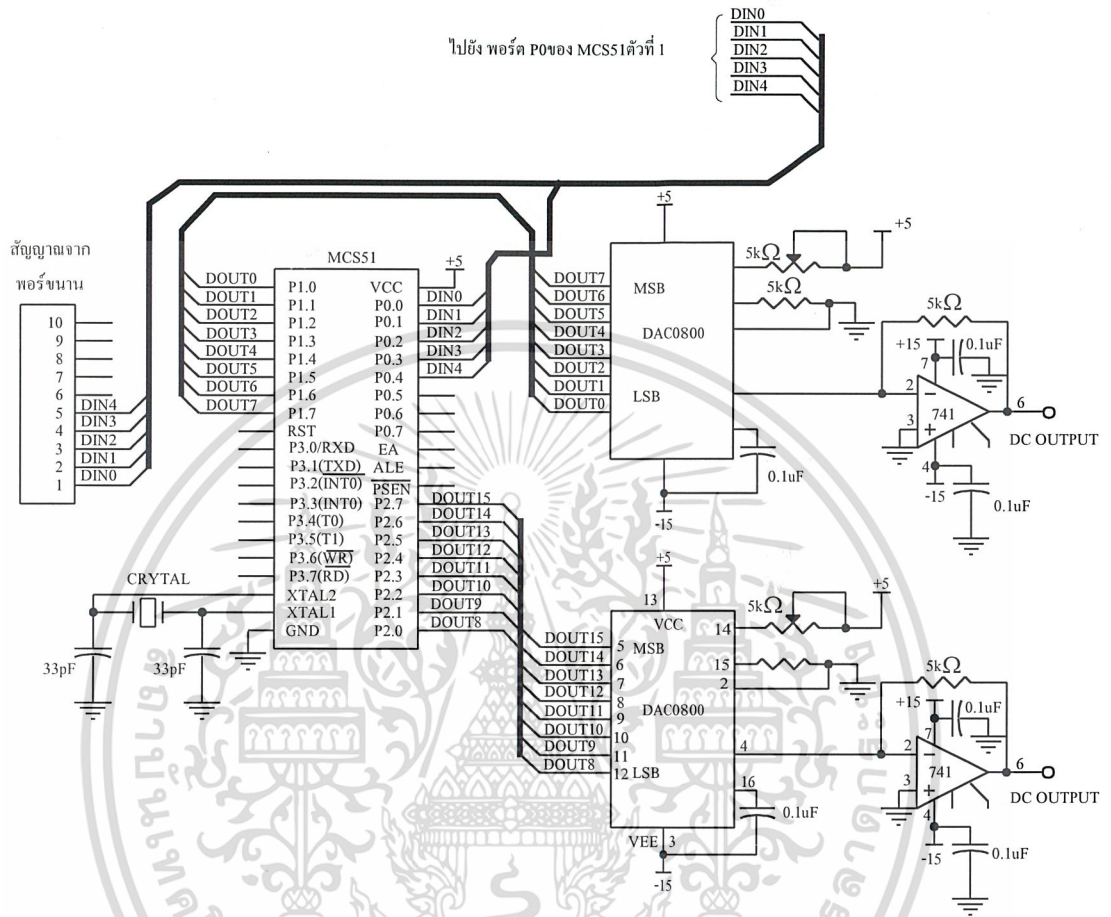 ไปยัง พอร์ต P0ของ MCS51ตัวที่ 1
DIN0
DIN1
DIN2
DIN3
DIN4
สัญญาณจาก
พอร์ขนาน
10
9
8
7
6
5
4
3
2
1
DIN4
DIN3
DIN2
DIN1
DIN0
MCS51
DOUT0
DOUT1
DOUT2
DOUT3
DOUT4
DOUT5
DOUT6
DOUT7
P1.0
P1.1
P1.2
P1.3
P1.4
P1.5
P1.6
P1.7
RST
P3.0/RXD
P3.1(TXD)
P3.2(INT0)
P3.3(INT0)
P3.4(T0)
P3.5(T1)
P3.6(WR)
P3.7(RD)
XTAL2
XTAL1
GND
+5
VCC
P0.0
P0.1
P0.2
P0.3
P0.4
P0.5
P0.6
P0.7
EA
ALE
PSEN
P2.7
P2.6
P2.5
P2.4
P2.3
P2.2
P2.1
P2.0
DIN0
DIN1
DIN2
DIN3
DIN4
DOUT15
DOUT14
DOUT13
DOUT12
DOUT11
DOUT10
DOUT9
DOUT8
CRYTAL
33pF
33pF
+5
DOUT7
DOUT6
DOUT5
DOUT4
DOUT3
DOUT2
DOUT1
DOUT0
MSB
DAC0800
LSB
5kΩ
+5
5kΩ
0.1uF
-15
5kΩ
+15
0.1uF
7
2
3
741
6
4
-15
0.1uF
DC OUTPUT
+5
13
VCC
DOUT15
DOUT14
DOUT13
DOUT12
DOUT11
DOUT10
DOUT9
DOUT8
5
6
7
8
9
10
11
12
MSB
DAC0800
LSB
14
15
2
4
16
VEE
3
-15
5kΩ
+5
0.1uF
5kΩ
+15
0.1uF
7
2
3
741
6
4
-15
0.1uF
DC OUTPUT